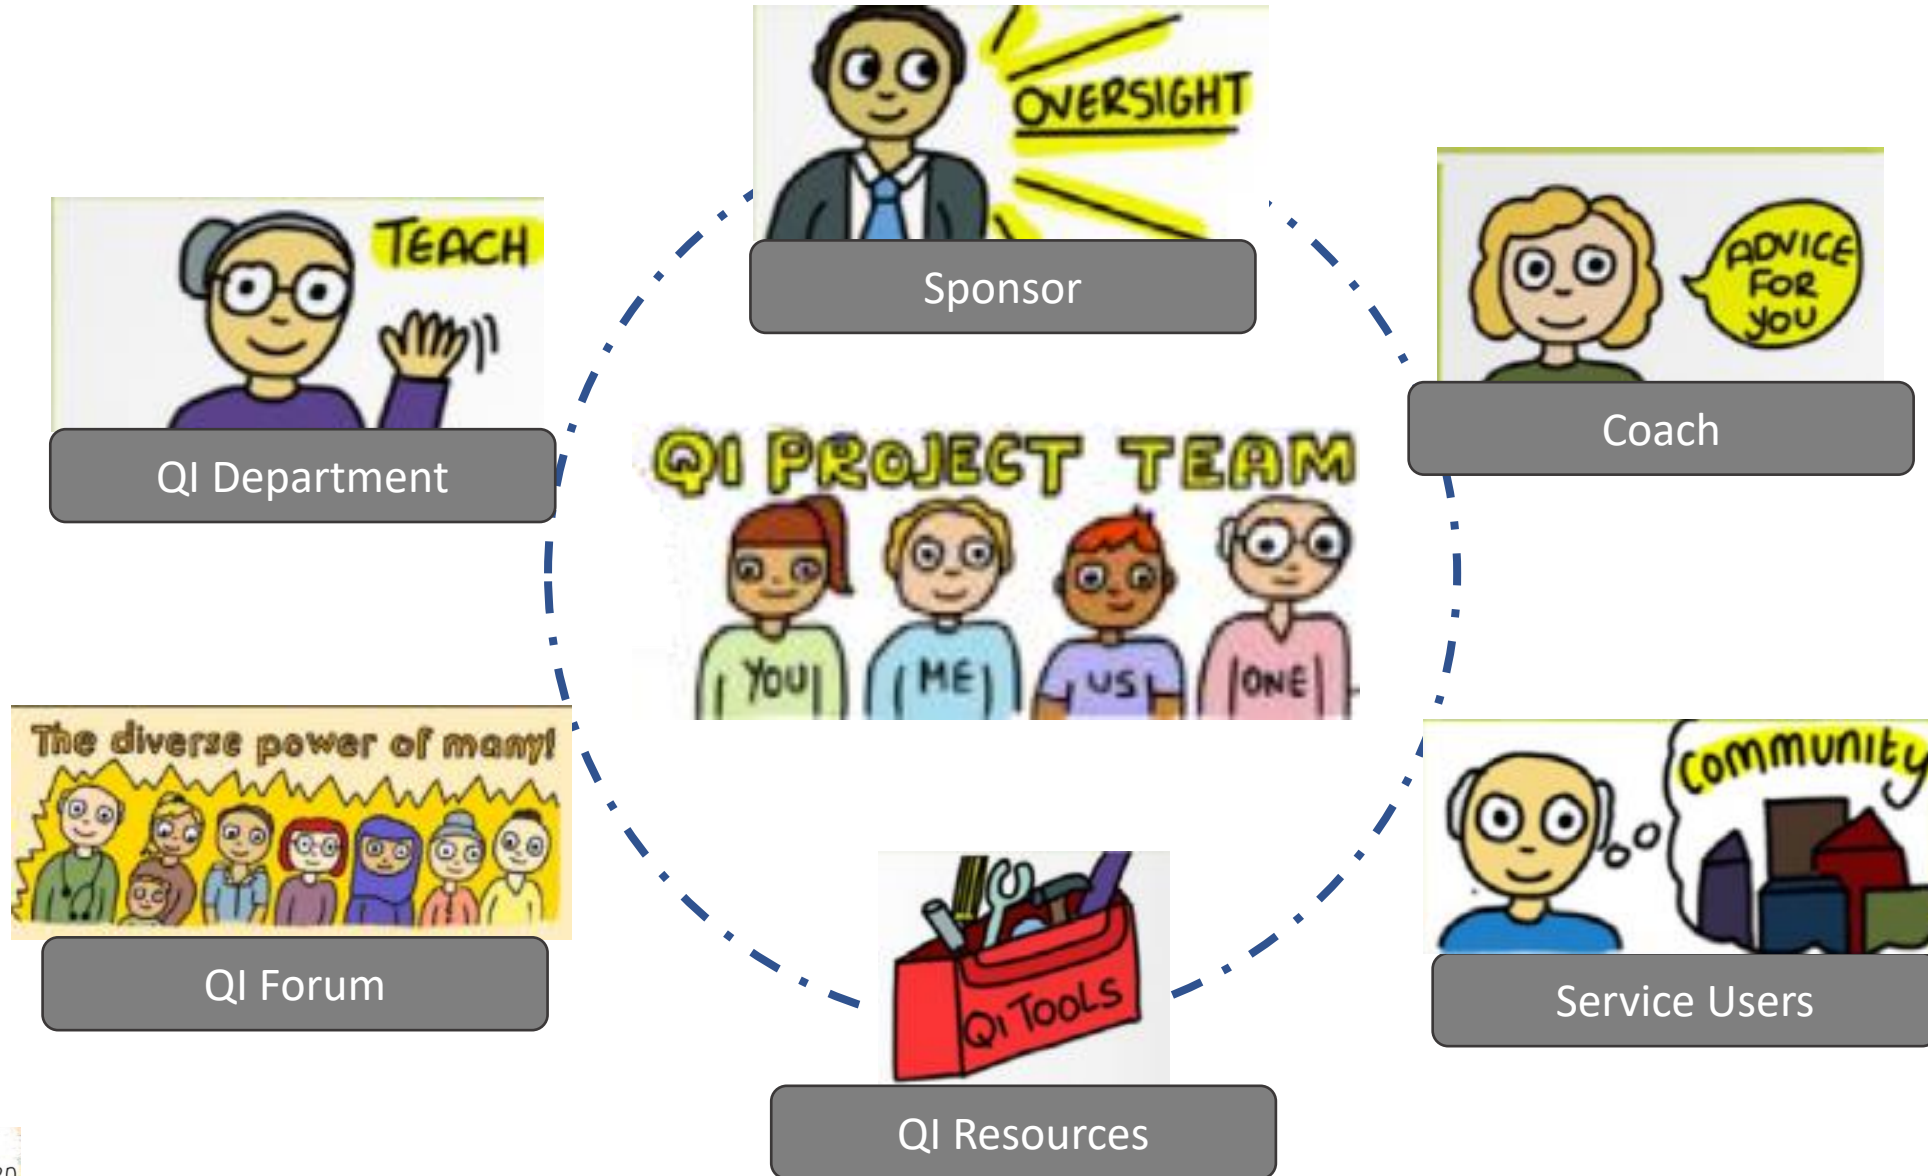 OVERSIGHT
Sponsor
TEACH
QI Department
ADVICE
FOR
YOU
Coach
QI PROJECT TEAM
YOU
ME
US
ONE
The diverse power of many!
QI Forum
COMMUNITY
Service Users
QI TOOLS
QI Resources